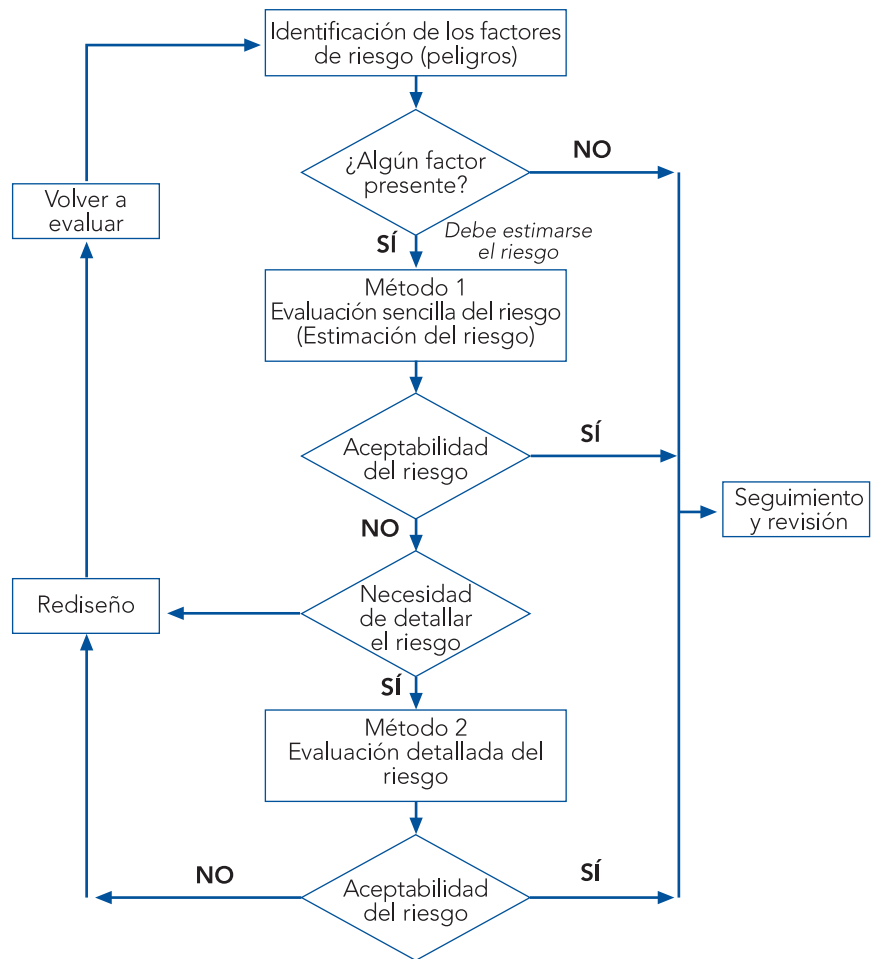 Identificación de los factores
de riesgo (peligros)
¿Algún factor
presente?
NO
Volver a
evaluar
SÍ
Debe estimarse
el riesgo
Método 1
Evaluación sencilla del riesgo
(Estimación del riesgo)
Aceptabilidad
del riesgo
SÍ
Seguimiento
y revisión
NO
Rediseño
Necesidad
de detallar
el riesgo
SÍ
Método 2
Evaluación detallada del
riesgo
NO
Aceptabilidad
del riesgo
SÍ